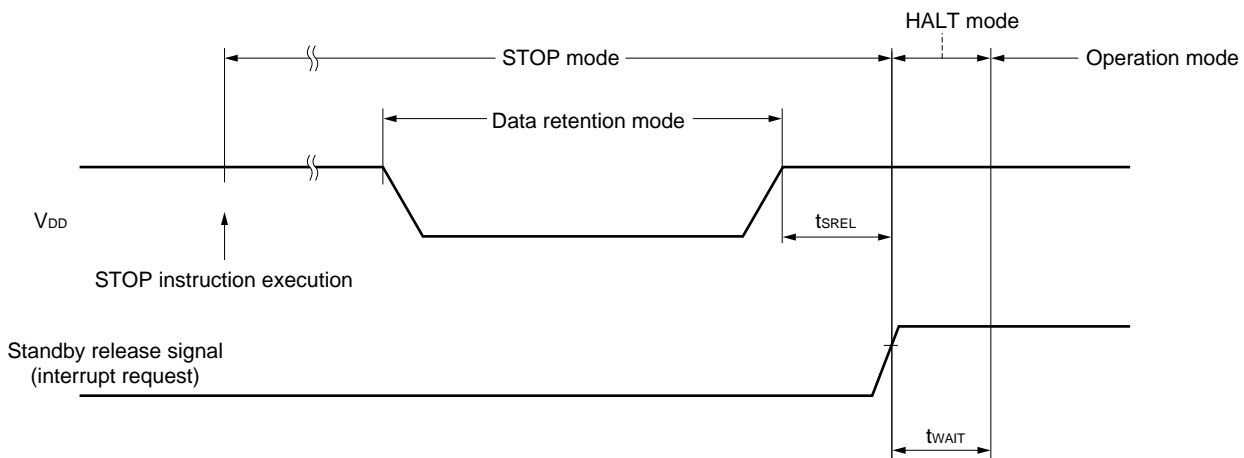 HALT mode
STOP mode
Operation mode
Data retention mode
VDD
tSREL
STOP instruction execution
Standby release signal
(interrupt request)
tWAIT